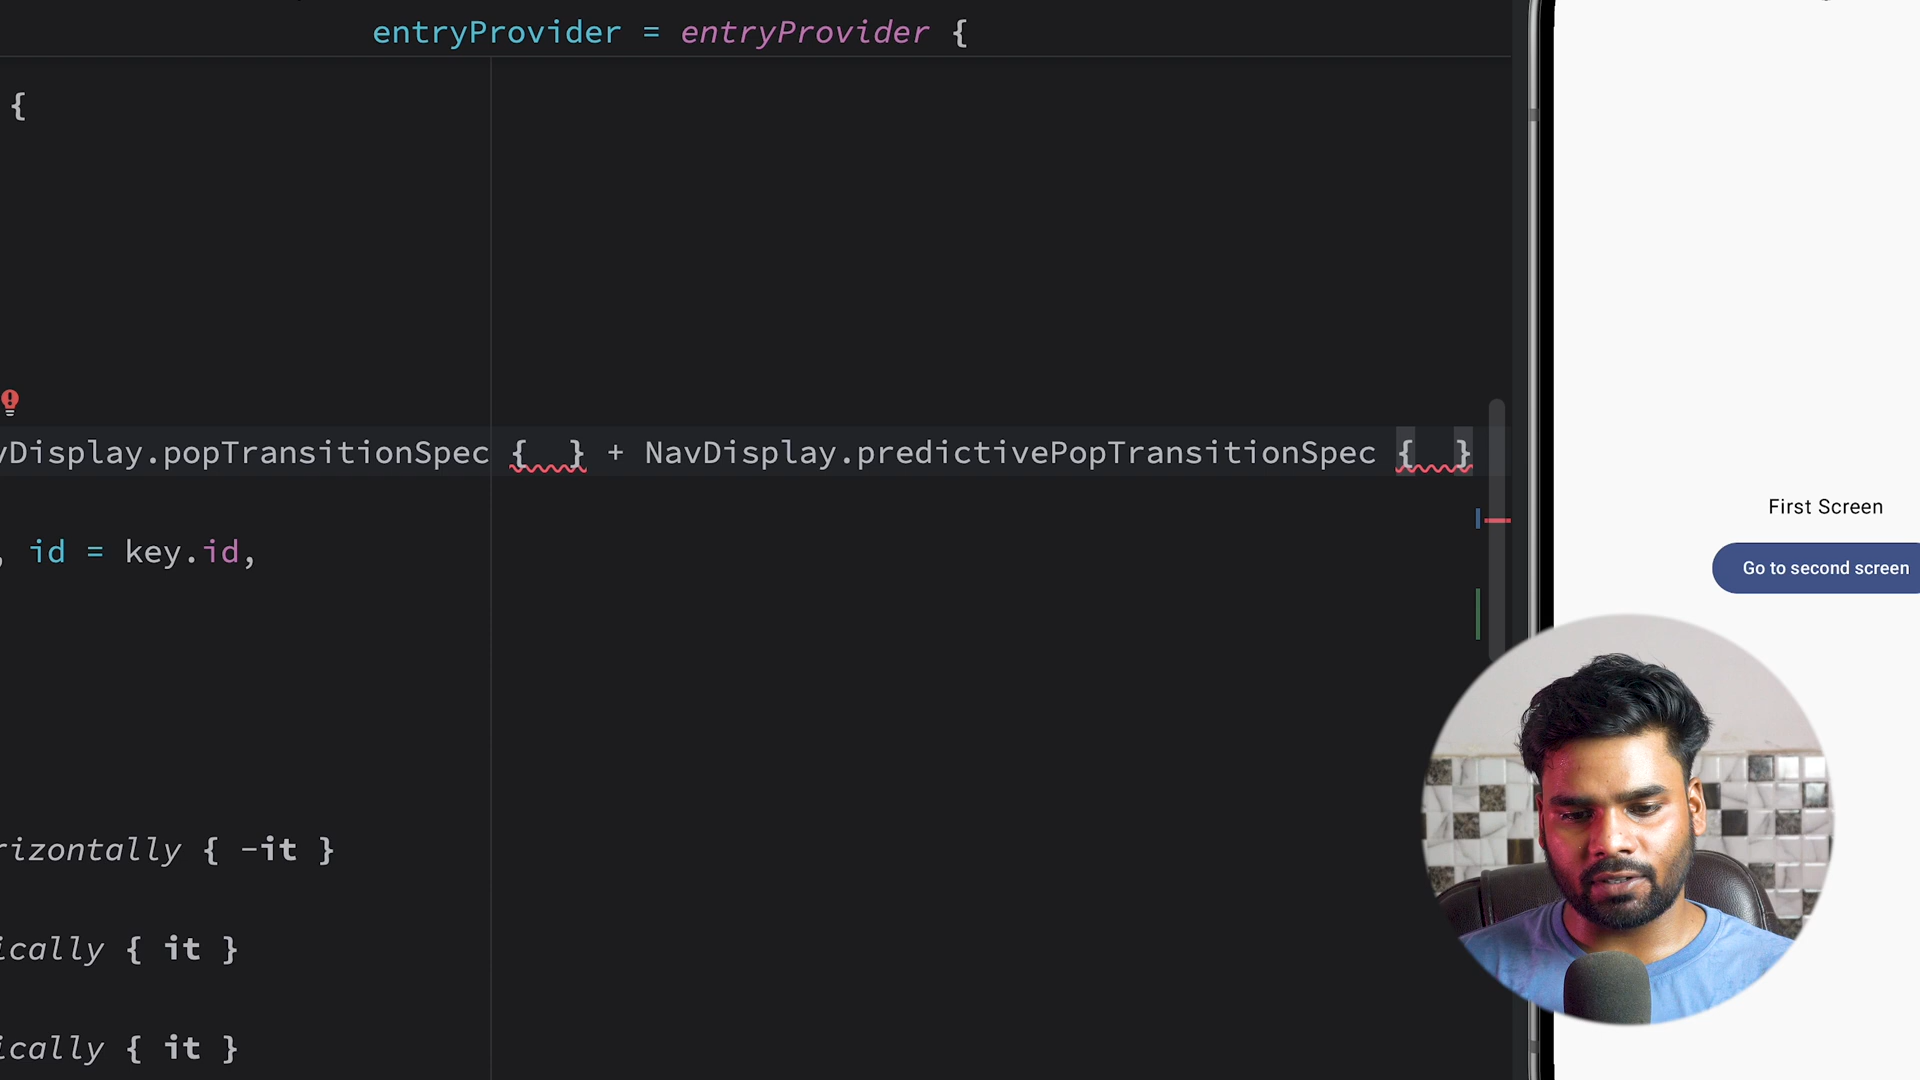 entryProvider = entryProvider {
{
vDisplay.popTransitionSpec { } + NavDisplay.predictivePopTransitionSpec { }
, id = key.id,
rizontally { -it }
ically { it }
ically { it }
First Screen
Go to second screen